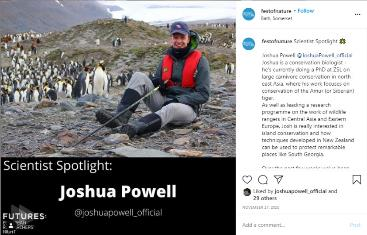 festofnature • Follow
Bath, Somerset
festofnature Scientist Spotlight
Joshua Powell @JoshuaPowell_Official
Joshua is a conservation biologist -
he's currently doing a PhD at ZSL on
large carnivore conservation in north
east Asia, where his work focuses on
conservation of the Amur (or Siberian)
tiger.
As well as leading a research
programme on the work of wildlife
rangers in Central Asia and Eastern
Europe, Josh is really interested in
island conservation and how
techniques developed in New Zealand
can be used to protect remarkable
places like South Georgia.
Scientist Spotlight:
Joshua Powell
@joshuapowell_official
FUTURES
Liked by joshuapowell_official and
29 others
NOVEMBER 27, 2020
Add a comment...
Post